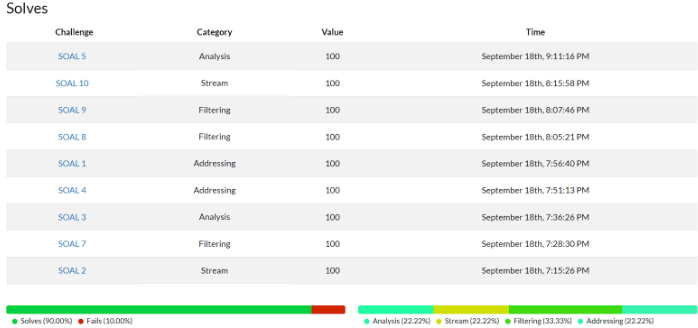 Solves
Challenge Category Value Time
SOAL 5 Analysis 100 September 18th, 9:11:16 PM
SOAL 10 Stream 100 September 18th, 8:15:58 PM
SOAL 9 Filtering 100 September 18th, 8:07:46 PM
SOAL 8 Filtering 100 September 18th, 8:05:21 PM
SOAL 1 Addressing 100 September 18th, 7:56:40 PM
SOAL 4 Addressing 100 September 18th, 7:51:13 PM
SOAL 3 Analysis 100 September 18th, 7:36:26 PM
SOAL 7 Filtering 100 September 18th, 7:28:30 PM
SOAL 2 Stream 100 September 18th, 7:15:26 PM
Solves (90.00%) Fails (10.00%) Analysis (22.22%) Stream (22.22%) Filtering (33.33%) Addressing (22.22%)